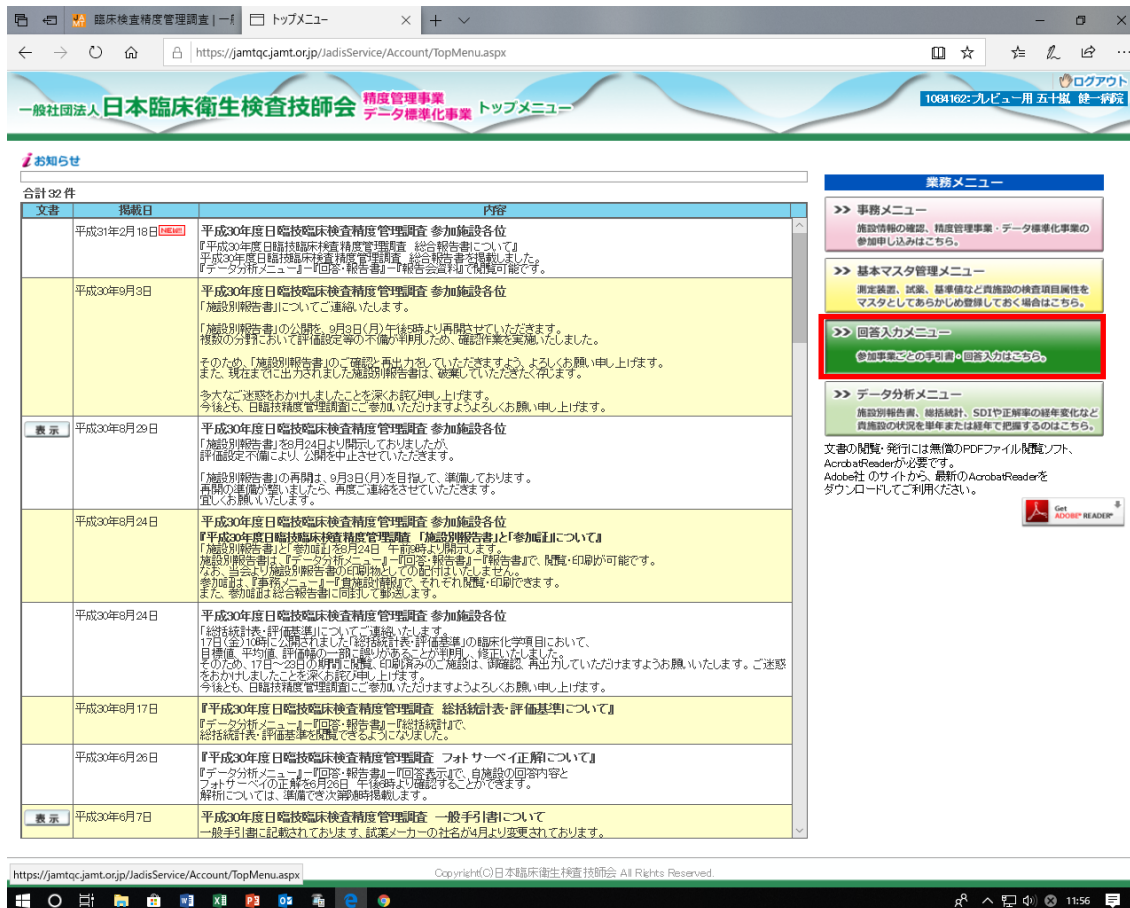 臨床検査精度管理調査 | 一般
トップメニュー
https://jamtqc.jamt.or.jp/JadisService/Account/TopMenu.aspx
一般社団法人日本臨床衛生検査技師会 精度管理事業 データ標準化事業 トップメニュー
ログアウト
1084162:プレビュー用 五十嵐 健一病院
お知らせ
合計 32 件
文書 掲載日 内容
平成31年2月18日 NEW!
平成30年度日臨技臨床検査精度管理調査 参加施設各位
『平成30年度日臨技臨床検査精度管理調査 総合報告書について』
平成30年度日臨技臨床検査精度管理調査 総合報告書を掲載しました。
『データ分析メニュー』-『回答・報告書』-『報告会資料』で閲覧可能です。
平成30年9月3日
平成30年度日臨技臨床検査精度管理調査 参加施設各位
「施設別報告書」についてご連絡いたします。
「施設別報告書」の公開を、9月3日(月)午後5時より再開させていただきます。
複数の分野において評価設定等の不備が判明したため、確認作業を実施いたしました。
そのため、「施設別報告書」のご確認と再出力をしていただきますよう、よろしくお願い申し上げます。
また、現在までに出力されました施設別報告書は、破棄していただきたく存じます。
多大なご迷惑をおかけしましたことを深くお詫び申し上げます。
今後とも、日臨技精度管理調査にご参加いただけますようよろしくお願い申し上げます。
表示 平成30年8月29日
平成30年度日臨技臨床検査精度管理調査 参加施設各位
「施設別報告書」を8月24日より開示しておりましたが、
評価設定不備により、公開を中止させていただきます。
「施設別報告書」の再開は、9月3日(月)を目指して、準備しております。
再開の準備が整いましたら、再度ご連絡をさせていただきます。
宜しくお願いいたします。
平成30年8月24日
平成30年度日臨技臨床検査精度管理調査 参加施設各位
『平成30年度日臨技臨床検査精度管理調査 「施設別報告書」と「参加証」について』
「施設別報告書」と「参加証」を8月24日 午前9時より開示します。
施設別報告書は、『データ分析メニュー』-『回答・報告書』-『報告書』で、閲覧・印刷が可能です。
なお、当会より施設別報告書の印刷物としての配付はいたしません。
参加証は、『事務メニュー』-『貴施設情報』で、それぞれ閲覧・印刷できます。
また、参加証は総合報告書に同封して郵送します。
平成30年8月24日
平成30年度日臨技臨床検査精度管理調査 参加施設各位
「総括統計表・評価基準」についてご連絡いたします。
17日(金)10時に公開されました「総括統計表・評価基準」の臨床化学項目において、
目標値、平均値、評価幅の一部に誤りがあることが判明し、修正いたしました。
そのため、17日～23日の期間に閲覧、印刷済みのご施設は、御確認、再出力していただけますようお願いいたします。ご迷惑
をおかけしましたことを深くお詫び申し上げます。
今後とも、日臨技精度管理調査にご参加いただけますようよろしくお願い申し上げます。
平成30年8月17日
『平成30年度日臨技臨床検査精度管理調査 総括統計表・評価基準について』
『データ分析メニュー』-『回答・報告書』-『総括統計』で、
総括統計表・評価基準を閲覧できるようになりました。
平成30年6月26日
『平成30年度日臨技臨床検査精度管理調査 フォトサーベイ正解について』
『データ分析メニュー』-『回答・報告書』-『回答表示』で、自施設の回答内容と
フォトサーベイの正解を6月26日 午後6時より確認することができます。
解析については、準備でき次第随時掲載します。
表示 平成30年6月7日
平成30年度日臨技臨床検査精度管理調査 一般手引書について
一般手引書に記載されております、試薬メーカーの社名が4月より変更されております。
業務メニュー
>> 事務メニュー
施設情報の確認、精度管理事業・データ標準化事業の
参加申し込みはこちら。
>> 基本マスタ管理メニュー
測定装置、試薬、基準値など貴施設の検査項目属性を
マスタとしてあらかじめ登録しておく場合はこちら。
>> 回答入力メニュー
参加事業ごとの手引書・回答入力はこちら。
>> データ分析メニュー
施設別報告書、総括統計、SDIや正解率の経年変化など
貴施設の状況を単年または経年で把握するのはこちら。
文書の閲覧・発行には無償のPDFファイル閲覧ソフト、
AcrobatReaderが必要です。
Adobe社 のサイトから、最新のAcrobatReaderを
ダウンロードしてご利用ください。
Get
ADOBE® READER®
https://jamtqc.jamt.or.jp/JadisService/Account/TopMenu.aspx
Copyright(C)日本臨床衛生検査技師会 All Rights Reserved.
11:56